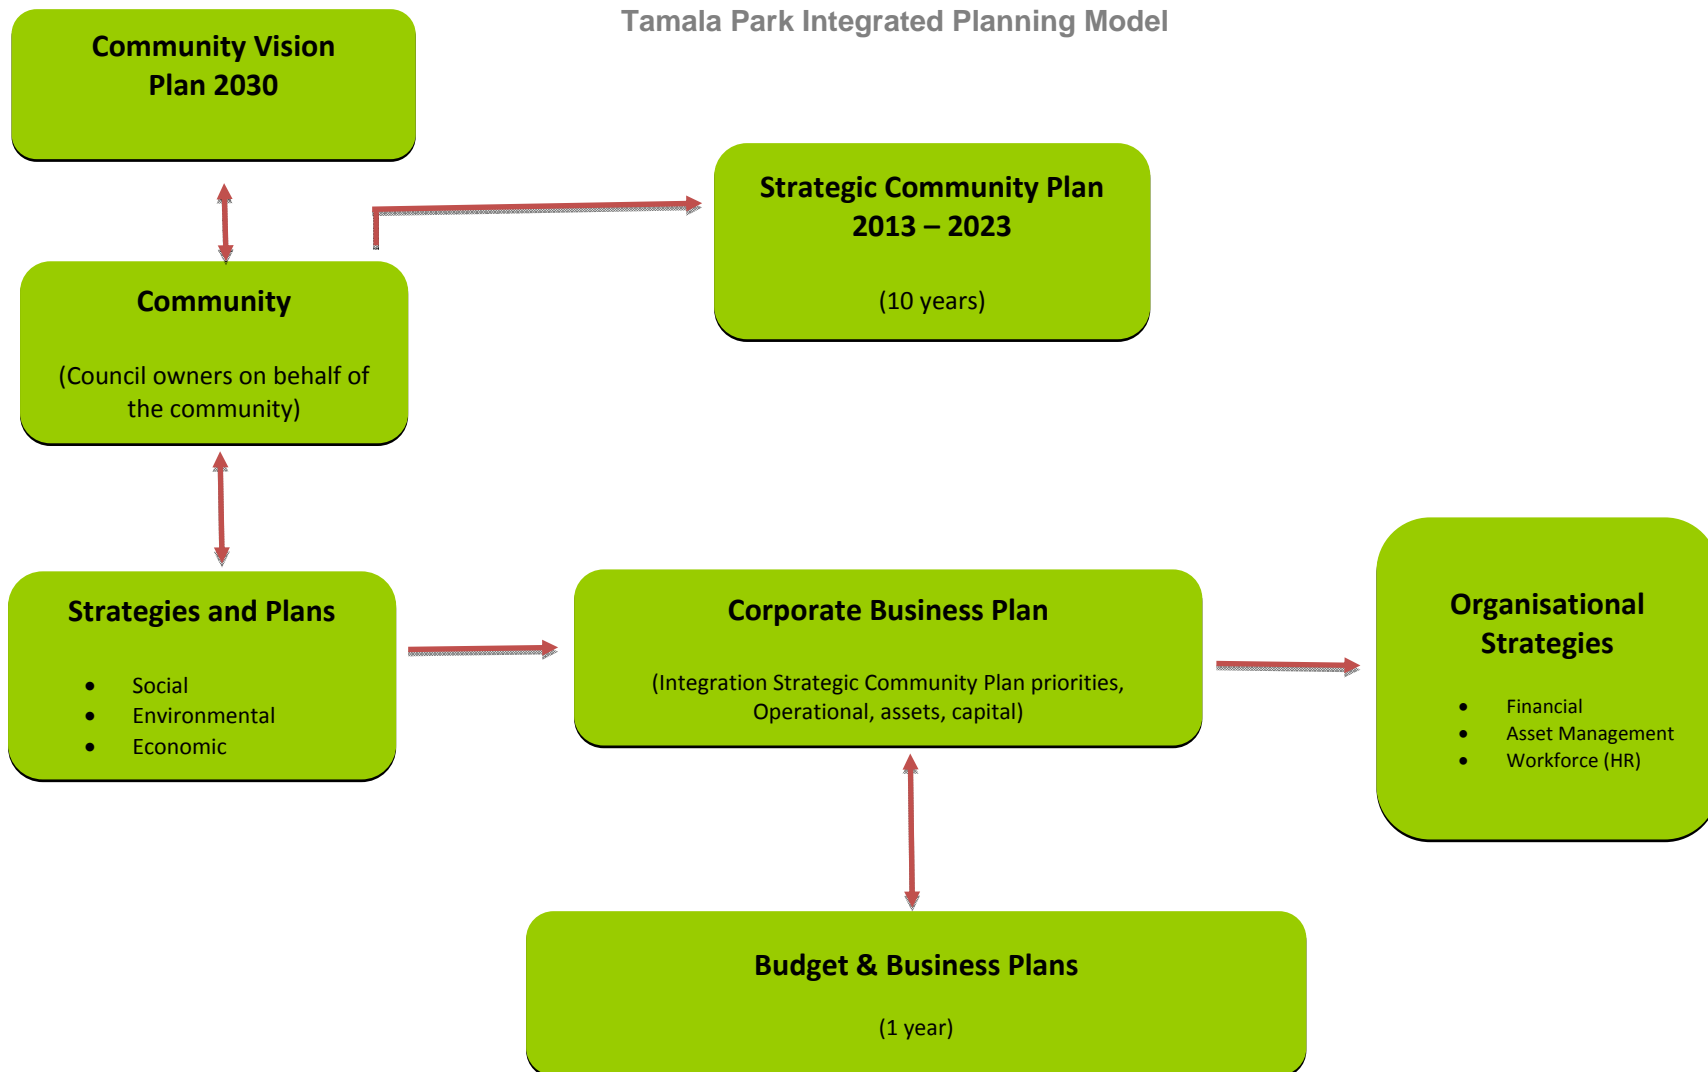 Tamala Park Integrated Planning Model
Community Vision
Plan 2030
Strategic Community Plan
2013 – 2023
(10 years)
Community
(Council owners on behalf of
the community)
Strategies and Plans
• Social
• Environmental
• Economic
Corporate Business Plan
(Integration Strategic Community Plan priorities,
Operational, assets, capital)
Organisational
Strategies
• Financial
• Asset Management
• Workforce (HR)
Budget & Business Plans
(1 year)